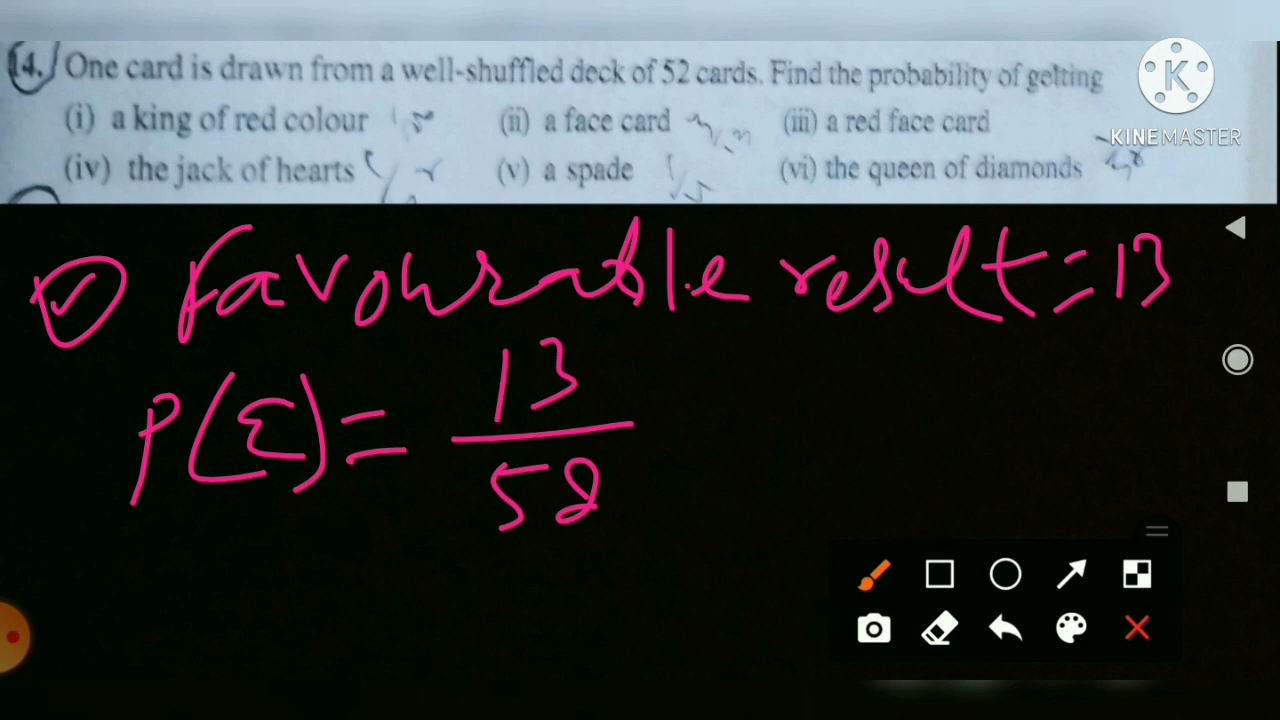 14. One card is drawn from a well-shuffled deck of 52 cards. Find the probability of getting
(i) a king of red colour (ii) a face card (iii) a red face card
KINEMASTER
(iv) the jack of hearts (v) a spade (vi) the queen of diamonds
(v) Favourable result = 13
P(E) = 13
52